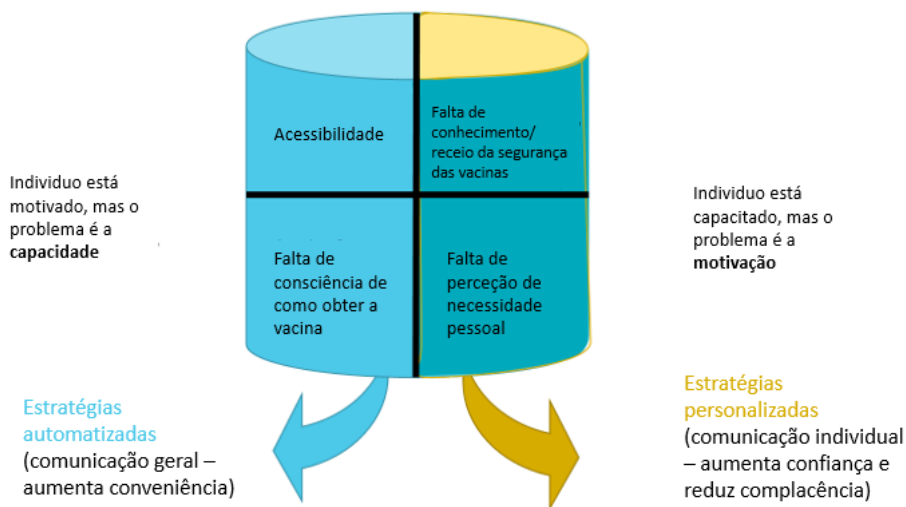 Acessibilidade
Falta de
conhecimento/
receio da segurança
das vacinas
Individuo está
motivado, mas o
problema é a
capacidade
Individuo está
capacitado, mas o
problema é a
motivação
Falta de
consciência de
como obter a
vacina
Falta de
perceção de
necessidade
pessoal
Estratégias
automatizadas
(comunicação geral –
aumenta conveniência)
Estratégias
personalizadas
(comunicação individual
– aumenta confiança e
reduz complacência)